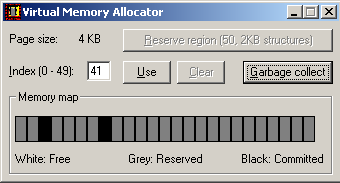 Virtual Memory Allocator
Page size: 4 KB Reserve region (50, 2KB structures)
Index (0 - 49): 41 Use Clear Garbage collect
Memory map
White: Free Grey: Reserved Black: Committed